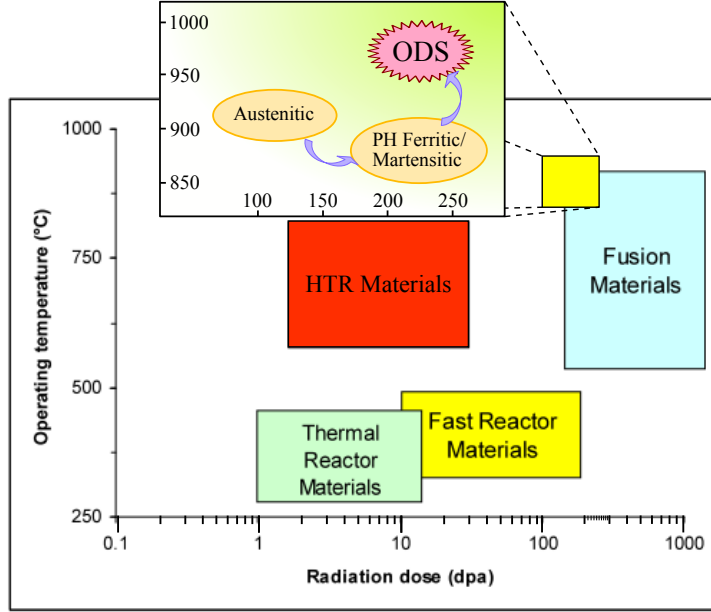 1000
950
900
850
ODS
Austenitic
PH Ferritic/
Martensitic
100
150
200
250
Operating temperature (°C)
1000
750
500
250
HTR Materials
Fusion
Materials
Fast Reactor
Materials
Thermal
Reactor
Materials
0.1
1
10
100
1000
Radiation dose (dpa)